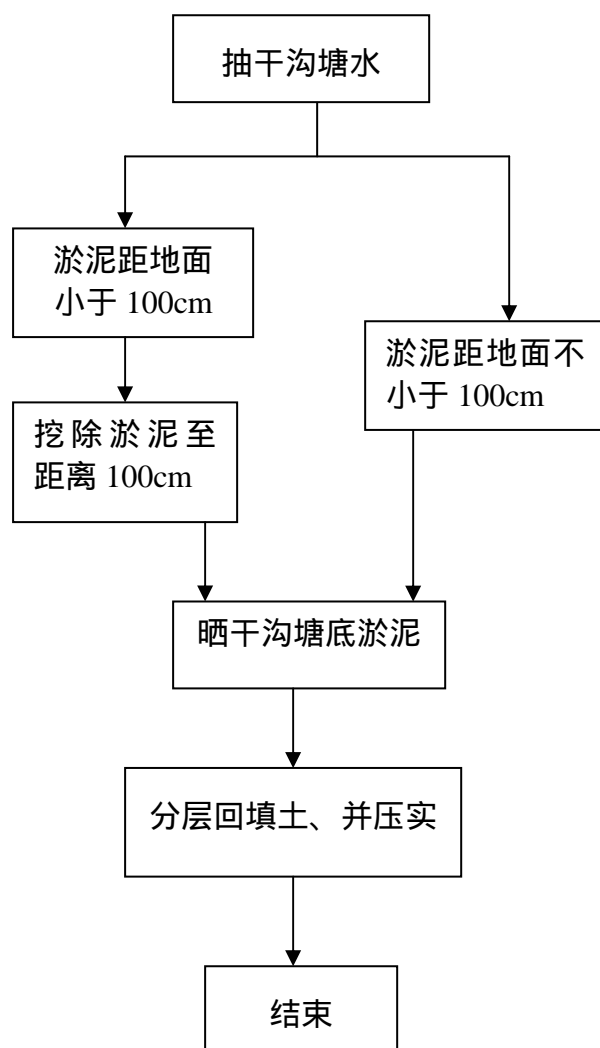 抽干沟塘水
淤泥距地面
小于 100cm
淤泥距地面不
小于 100cm
挖除淤泥至
距离 100cm
晒干沟塘底淤泥
分层回填土、并压实
结束